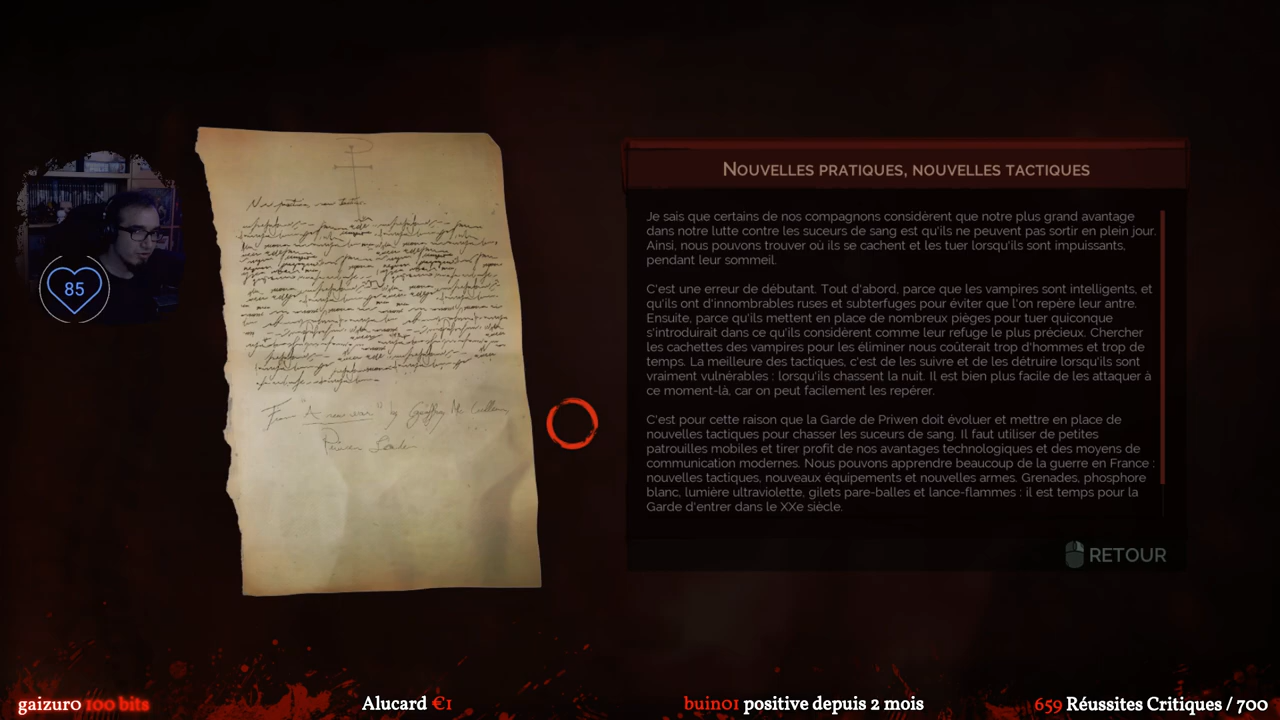 NOUVELLES PRATIQUES, NOUVELLES TACTIQUES
Je sais que certains de nos compagnons considèrent que notre plus grand avantage
dans notre lutte contre les suceurs de sang est qu'ils ne peuvent pas sortir en plein jour.
Ainsi, nous pouvons trouver où ils se cachent et les tuer lorsqu'ils sont impuissants,
pendant leur sommeil.
C'est une erreur de débutant. Tout d'abord, parce que les vampires sont intelligents, et
qu'ils ont d'innombrables ruses et subterfuges pour éviter que l'on repère leur antre.
Ensuite, parce qu'ils mettent en place de nombreux pièges pour tuer quiconque
s'introduirait dans ce qu'ils considèrent comme leur refuge le plus précieux. Chercher
les cachettes des vampires pour les éliminer nous coûterait trop d'hommes et trop de
temps. La meilleure des tactiques, c'est de les suivre et de les détruire lorsqu'ils sont
vraiment vulnérables : lorsqu'ils chassent la nuit. Il est bien plus facile de les attaquer à
ce moment-là, car on peut facilement les repérer.
C'est pour cette raison que la Garde de Priwen doit évoluer et mettre en place de
nouvelles tactiques pour chasser les suceurs de sang. Il faut utiliser de petites
patrouilles mobiles et tirer profit de nos avantages technologiques et des moyens de
communication modernes. Nous pouvons apprendre beaucoup de la guerre en France :
nouvelles tactiques, nouveaux équipements et nouvelles armes. Grenades, phosphore
blanc, lumière ultraviolette, gilets pare-balles et lance-flammes : il est temps pour la
Garde d'entrer dans le XXe siècle.
RETOUR
85
From "A new war" by Geoffrey M.
Priwen Leader
gaizuro 100 bits
Alucard €1
buin01 positive depuis 2 mois
659 Réussites Critiques / 700